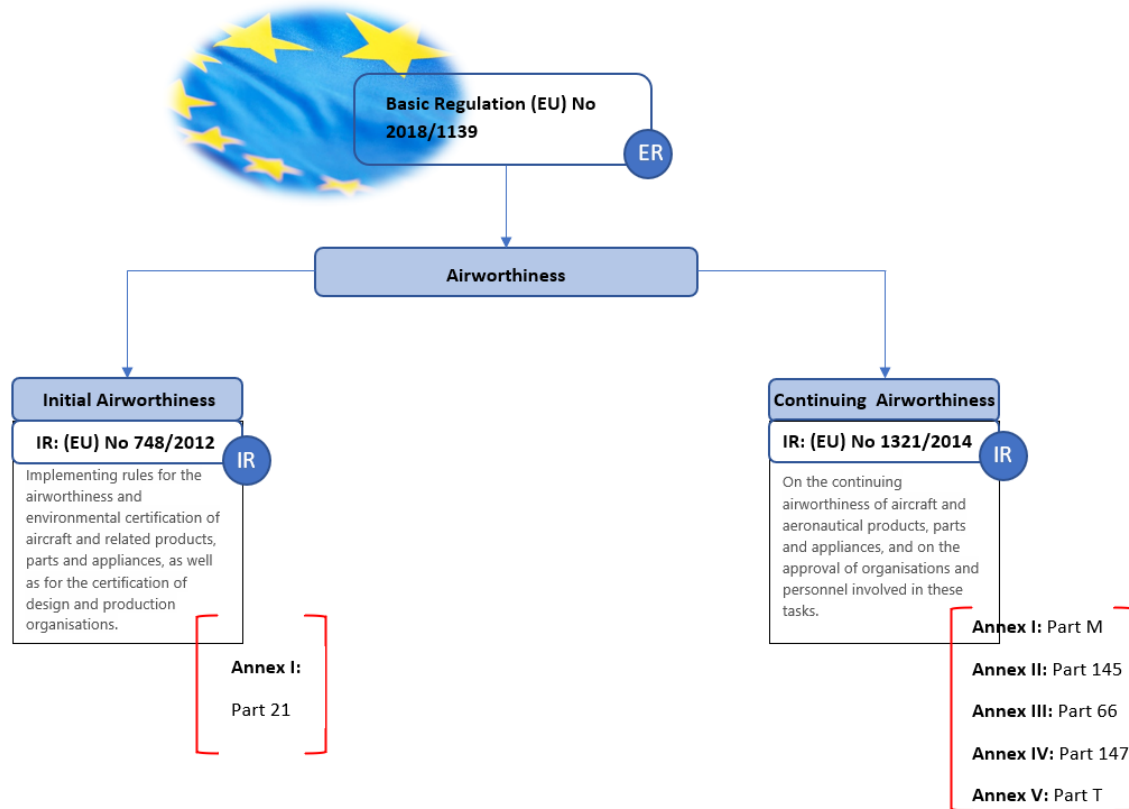 Basic Regulation (EU) No
2018/1139
ER
Airworthiness
Initial Airworthiness
IR: (EU) No 748/2012
IR
Implementing rules for the
airworthiness and
environmental certification of
aircraft and related products,
parts and appliances, as well
as for the certification of
design and production
organisations.
Annex I:
Part 21
Continuing Airworthiness
IR: (EU) No 1321/2014
IR
On the continuing
airworthiness of aircraft and
aeronautical products, parts
and appliances, and on the
approval of organisations and
personnel involved in these
tasks.
Annex I: Part M
Annex II: Part 145
Annex III: Part 66
Annex IV: Part 147
Annex V: Part T